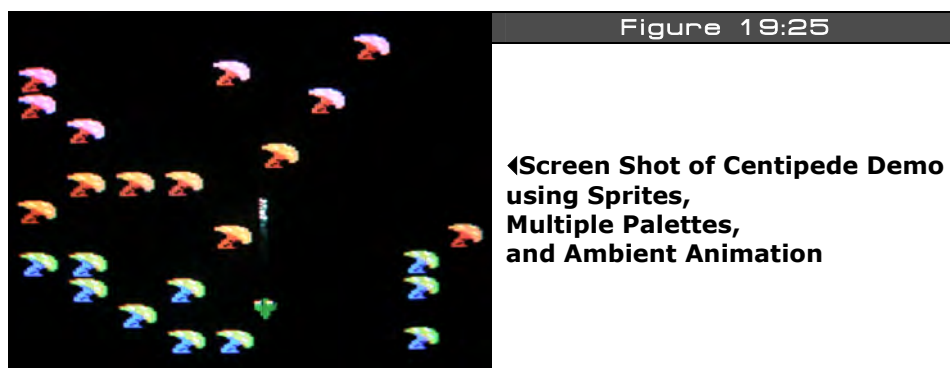 Figure 19:25
◀Screen Shot of Centipede Demo
using Sprites,
Multiple Palettes,
and Ambient Animation